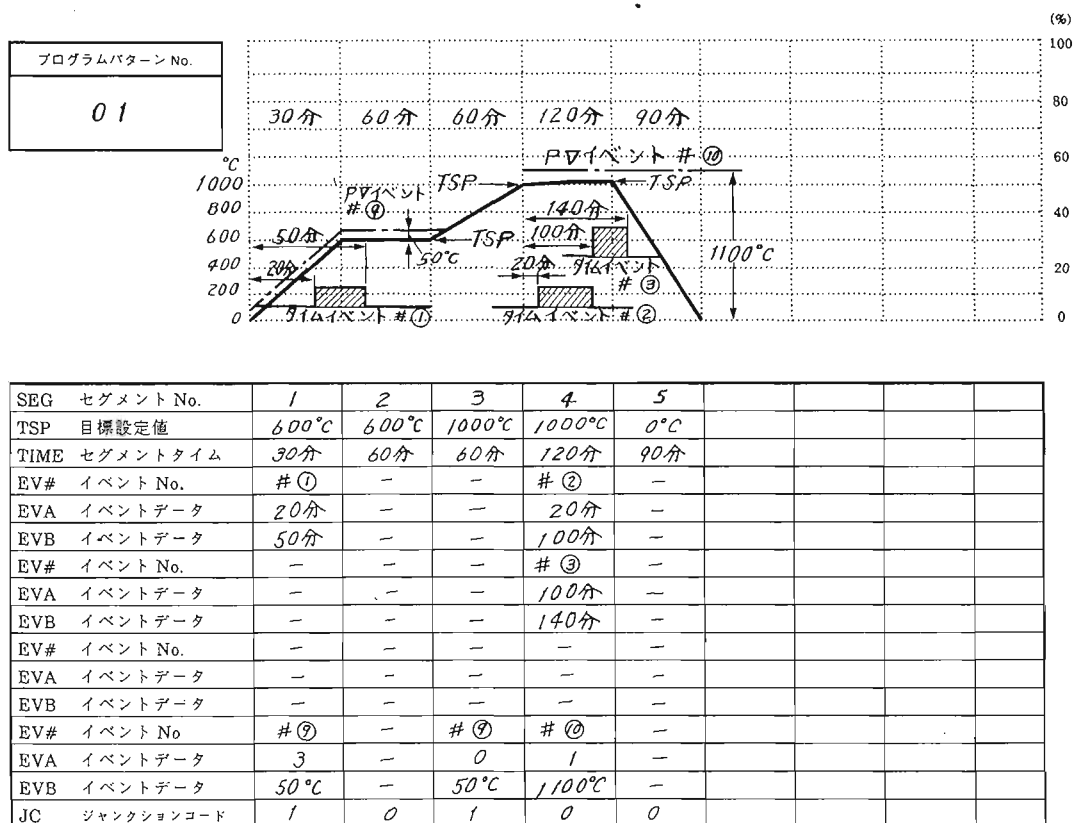 (%)
プログラムパターン No.
01
100
80
60
40
20
0
30分 60分 60分 120分 90分
°C
1000
800
600
400
200
0
PVイベント #⑩
TSP
TSP
PVイベント
#⑨
140分
50分
TSP
100分
50℃
1100℃
20分
20分
タイムイベント
#③
タイムイベント #①
タイムイベント #②
SEG セグメント No. 1 2 3 4 5
TSP 目標設定値 600℃ 600℃ 1000℃ 1000℃ 0℃
TIME セグメントタイム 30分 60分 60分 120分 90分
EV# イベント No. #① – – #② –
EVA イベントデータ 20分 – – 20分 –
EVB イベントデータ 50分 – – 100分 –
EV# イベント No. – – – #③ –
EVA イベントデータ – – – 100分 –
EVB イベントデータ – – – 140分 –
EV# イベント No. – – – – –
EVA イベントデータ – – – – –
EVB イベントデータ – – – – –
EV# イベント No #⑨ – #⑨ #⑩ –
EVA イベントデータ 3 – 0 1 –
EVB イベントデータ 50℃ – 50℃ 1100℃ –
JC ジャンクションコード 1 0 1 0 0